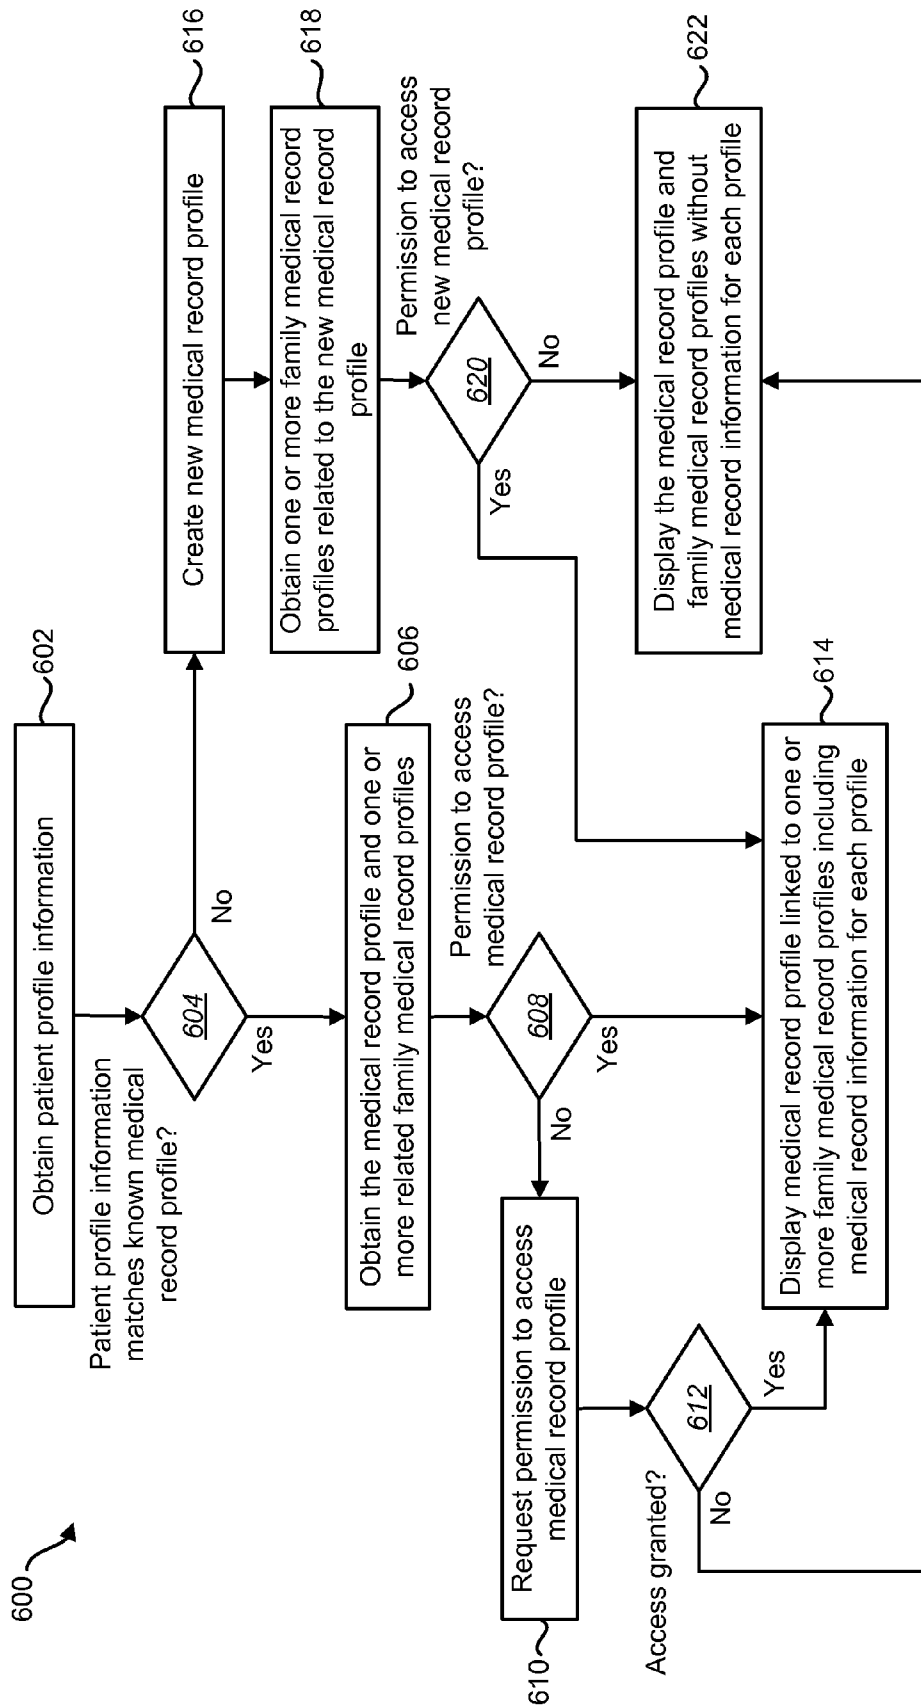 600
602
Obtain patient profile information
Patient profile information
matches known medical
record profile?
604
No
Yes
616
Create new medical record profile
618
Obtain one or more family medical record
profiles related to the new medical record
profile
606
Obtain the medical record profile and one or
more related family medical record profiles
Permission to access
new medical record
profile?
620
Yes
No
Permission to access
medical record profile?
608
No
Yes
610
Request permission to access
medical record profile
Access granted?
612
No
Yes
614
Display medical record profile linked to one or
more family medical record profiles including
medical record information for each profile
622
Display the medical record profile and
family medical record profiles without
medical record information for each profile